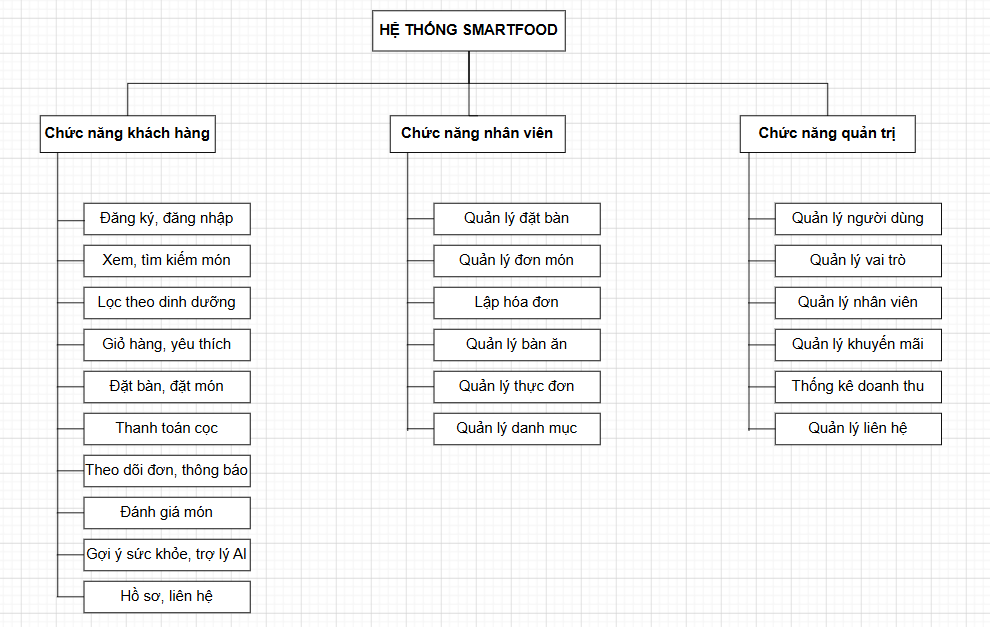 HỆ THỐNG SMARTFOOD
Chức năng khách hàng
Đăng ký, đăng nhập
Xem, tìm kiếm món
Lọc theo dinh dưỡng
Giỏ hàng, yêu thích
Đặt bàn, đặt món
Thanh toán cọc
Theo dõi đơn, thông báo
Đánh giá món
Gợi ý sức khỏe, trợ lý AI
Hồ sơ, liên hệ
Chức năng nhân viên
Quản lý đặt bàn
Quản lý đơn món
Lập hóa đơn
Quản lý bàn ăn
Quản lý thực đơn
Quản lý danh mục
Chức năng quản trị
Quản lý người dùng
Quản lý vai trò
Quản lý nhân viên
Quản lý khuyến mãi
Thống kê doanh thu
Quản lý liên hệ